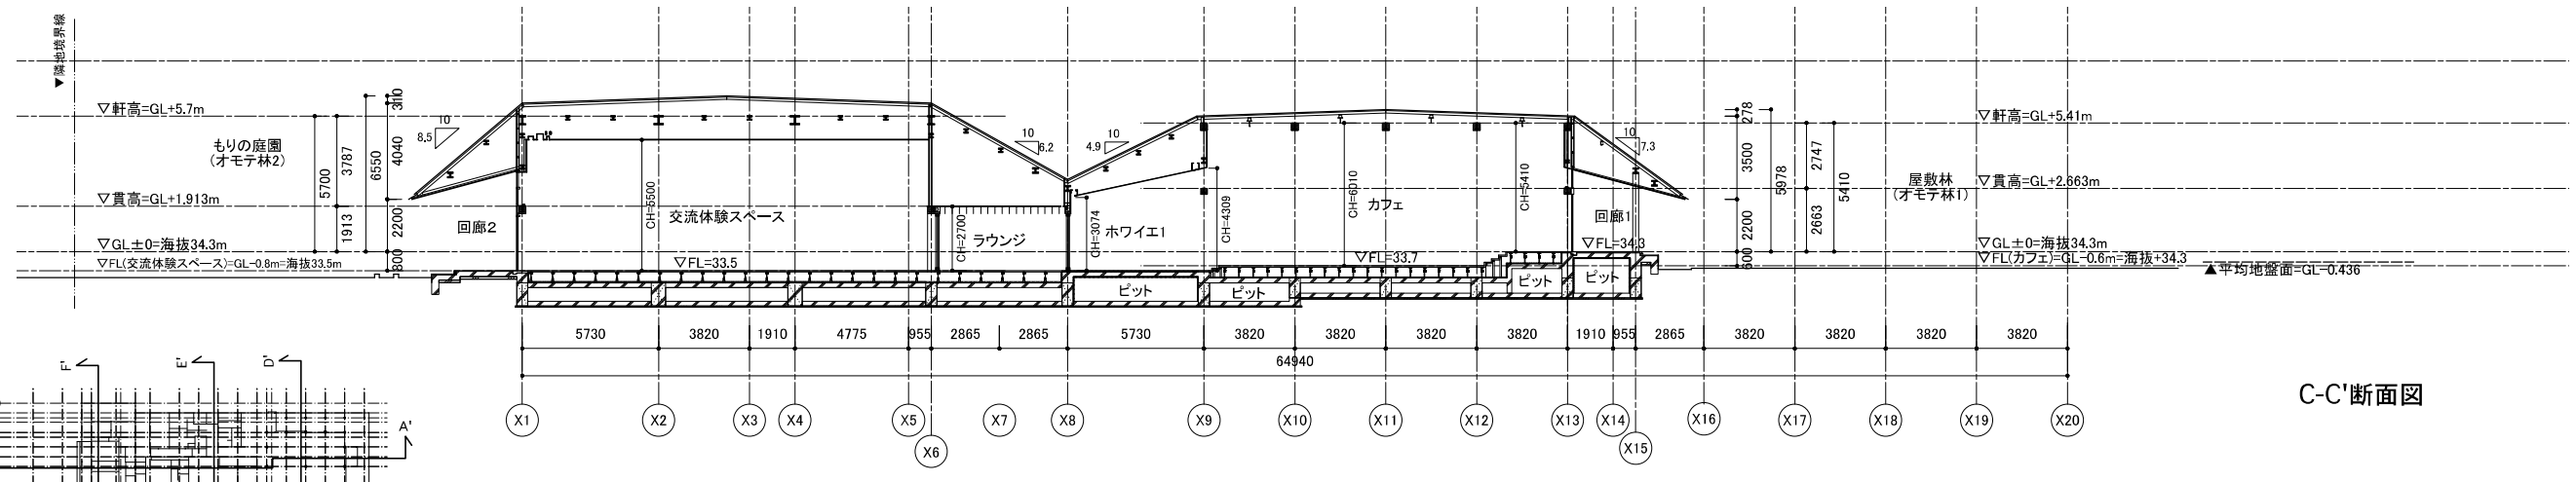 ▼隣地境界線
▽軒高=GL+5.7m
もりの庭園
(オモテ林2)
▽貫高=GL+1.913m
▽GL±0=海抜34.3m
▽FL(交流体験スペース)=GL-0.8m=海抜33.5m
5700
3787
1913
6550
310
4040
2200
800
10
8.5
回廊2
CH=5500
交流体験スペース
▽FL=33.5
CH=2700
ラウンジ
10
6.2
10
4.9
CH=3074
ホワイエ1
CH=4309
CH=6010
カフェ
▽FL=33.7
CH=5410
回廊1
▽FL=34.3
10
7.3
ピット
ピット
ピット
ピット
278
3500
2200
600
5978
2747
2663
5410
屋敷林
(オモテ林1)
▽軒高=GL+5.41m
▽貫高=GL+2.663m
▽GL±0=海抜34.3m
▽FL(カフェ)=GL-0.6m=海抜+34.3
▲平均地盤面=GL-0.436
5730 3820 1910 4775 955 2865 2865 5730 3820 3820 3820 3820 1910 955 2865 3820 3820 3820 3820
64940
X1 X2 X3 X4 X5 X6 X7 X8 X9 X10 X11 X12 X13 X14 X15 X16 X17 X18 X19 X20
F' E' D'
A'
C-C'断面図